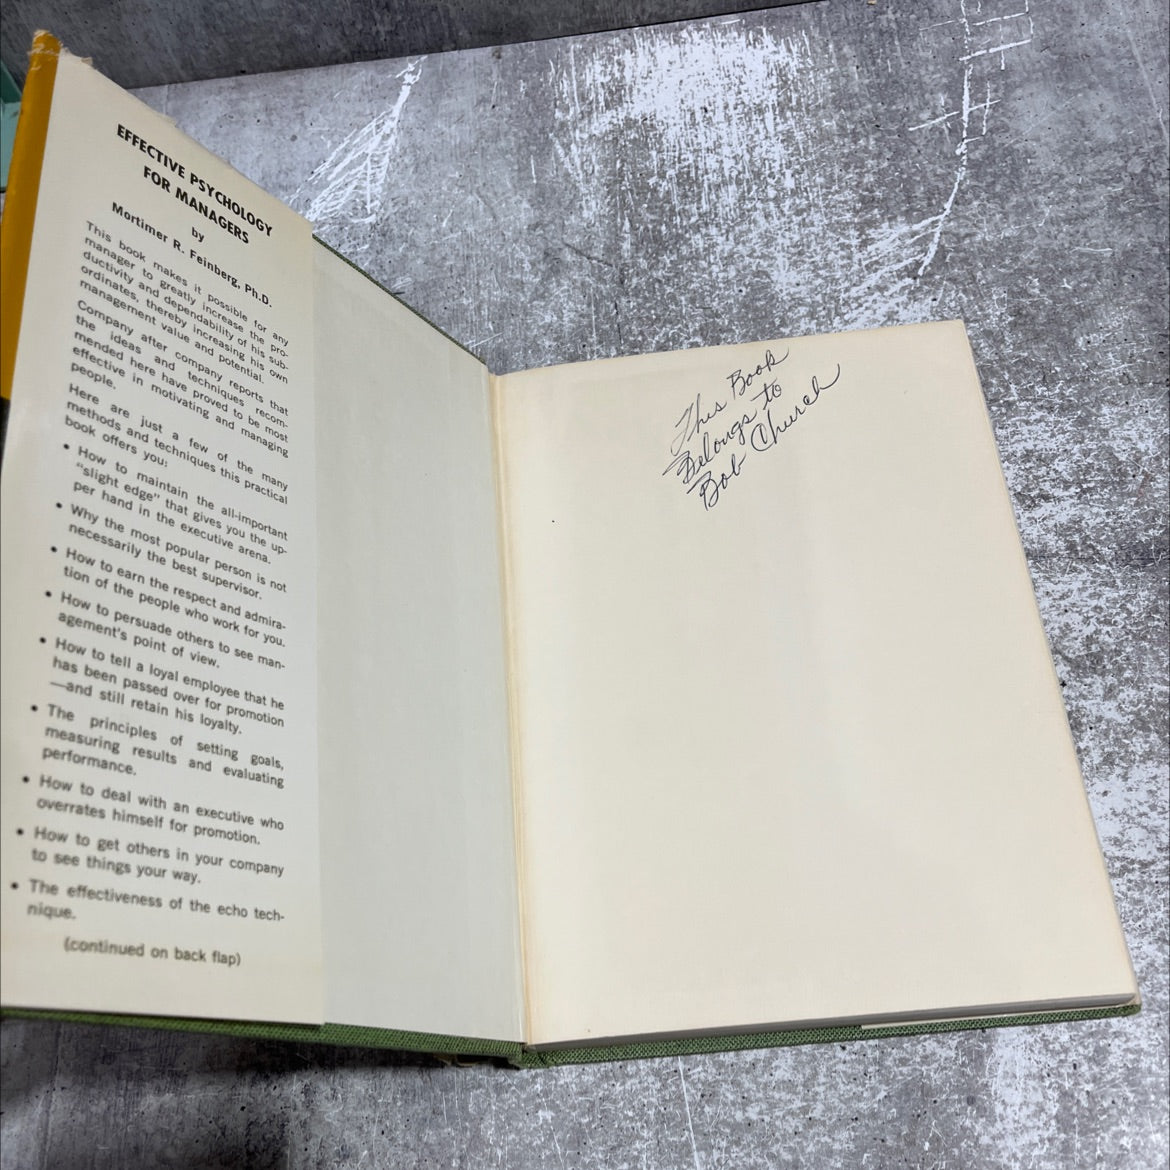 EFFECTIVE PSYCHOLOGY
FOR MANAGERS
by
Mortimer R. Feinberg, Ph.D.
This book makes it possible for any
manager to greatly increase the pro-
ductivity and dependability of his sub-
ordinates, thereby increasing his own
management value and potential.
Company after company reports that
the ideas and techniques recom-
mended here have proved to be most
effective in motivating and managing
people.
Here are just a few of the many
methods and techniques this practical
book offers you:
• How to maintain the all-important
“slight edge” that gives you the up-
per hand in the executive arena.
• Why the most popular person is not
necessarily the best supervisor.
• How to earn the respect and admira-
tion of the people who work for you.
• How to persuade others to see man-
agement's point of view.
• How to tell a loyal employee that he
has been passed over for promotion
—and still retain his loyalty.
• The principles of setting goals,
measuring results and evaluating
performance.
• How to deal with an executive who
overrates himself for promotion.
• How to get others in your company
to see things your way.
• The effectiveness of the echo tech-
nique.
(continued on back flap)
This Book
Belongs to
Bob Church